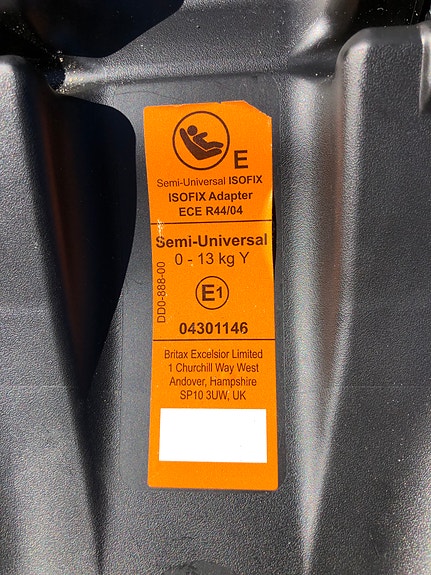 E
Semi-Universal ISOFIX
ISOFIX Adapter
ECE R44/04
Semi-Universal
0 - 13 kg Y
E1
DD0-888-00
04301146
Britax Excelsior Limited
1 Churchill Way West
Andover, Hampshire
SP10 3UW, UK